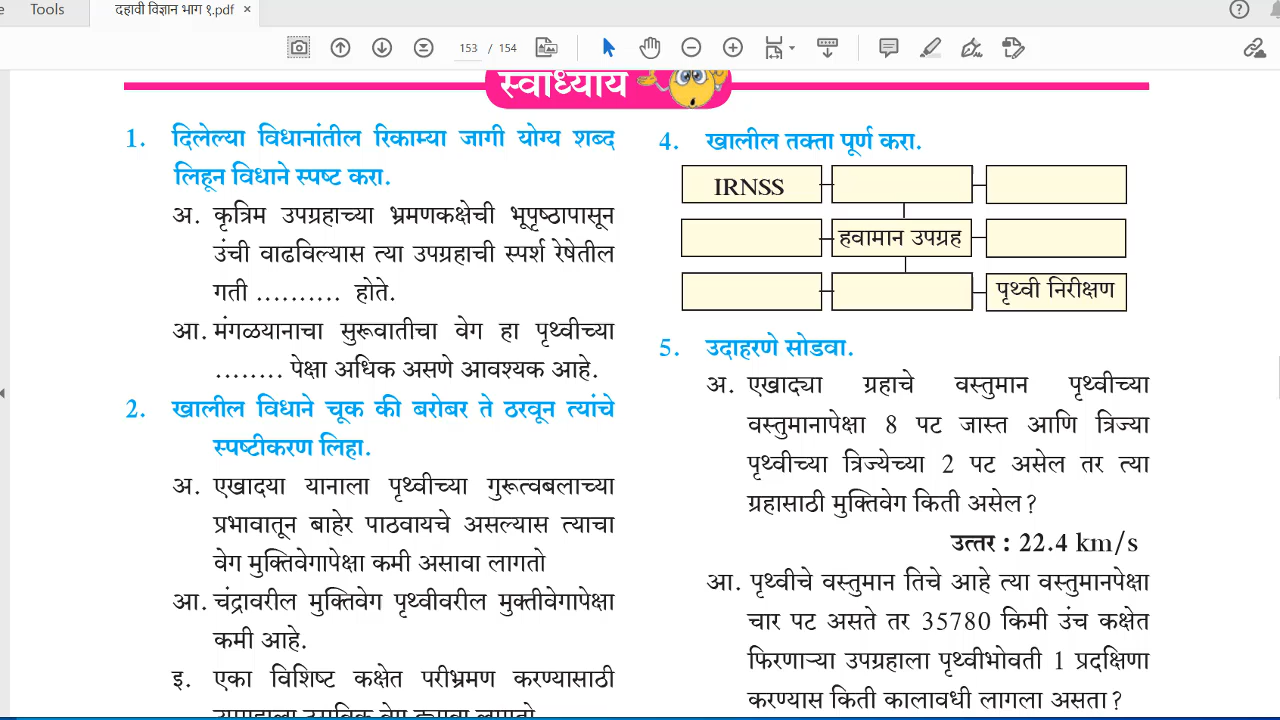 Tools
दहावी विज्ञान भाग १.pdf ×
153 / 154
स्वाध्याय
1. दिलेल्या विधानांतील रिकाम्या जागी योग्य शब्द
लिहून विधाने स्पष्ट करा.
अ. कृत्रिम उपग्रहाच्या भ्रमणकक्षेची भूपृष्ठापासून
उंची वाढविल्यास त्या उपग्रहाची स्पर्श रेषेतील
गती .......... होते.
आ. मंगळयानाचा सुरूवातीचा वेग हा पृथ्वीच्या
........ पेक्षा अधिक असणे आवश्यक आहे.
2. खालील विधाने चूक की बरोबर ते ठरवून त्यांचे
स्पष्टीकरण लिहा.
अ. एखादया यानाला पृथ्वीच्या गुरूत्वबलाच्या
प्रभावातून बाहेर पाठवायचे असल्यास त्याचा
वेग मुक्तिवेगापेक्षा कमी असावा लागतो
आ. चंद्रावरील मुक्तिवेग पृथ्वीवरील मुक्तीवेगापेक्षा
कमी आहे.
इ. एका विशिष्ट कक्षेत परीभ्रमण करण्यासाठी
4. खालील तक्ता पूर्ण करा.
IRNSS
हवामान उपग्रह
पृथ्वी निरीक्षण
5. उदाहरणे सोडवा.
अ. एखाद्या ग्रहाचे वस्तुमान पृथ्वीच्या
वस्तुमानापेक्षा 8 पट जास्त आणि त्रिज्या
पृथ्वीच्या त्रिज्येच्या 2 पट असेल तर त्या
ग्रहासाठी मुक्तिवेग किती असेल?
उत्तर : 22.4 km/s
आ. पृथ्वीचे वस्तुमान तिचे आहे त्या वस्तुमानपेक्षा
चार पट असते तर 35780 किमी उंच कक्षेत
फिरणाऱ्या उपग्रहाला पृथ्वीभोवती 1 प्रदक्षिणा
करण्यास किती कालावधी लागला असता?